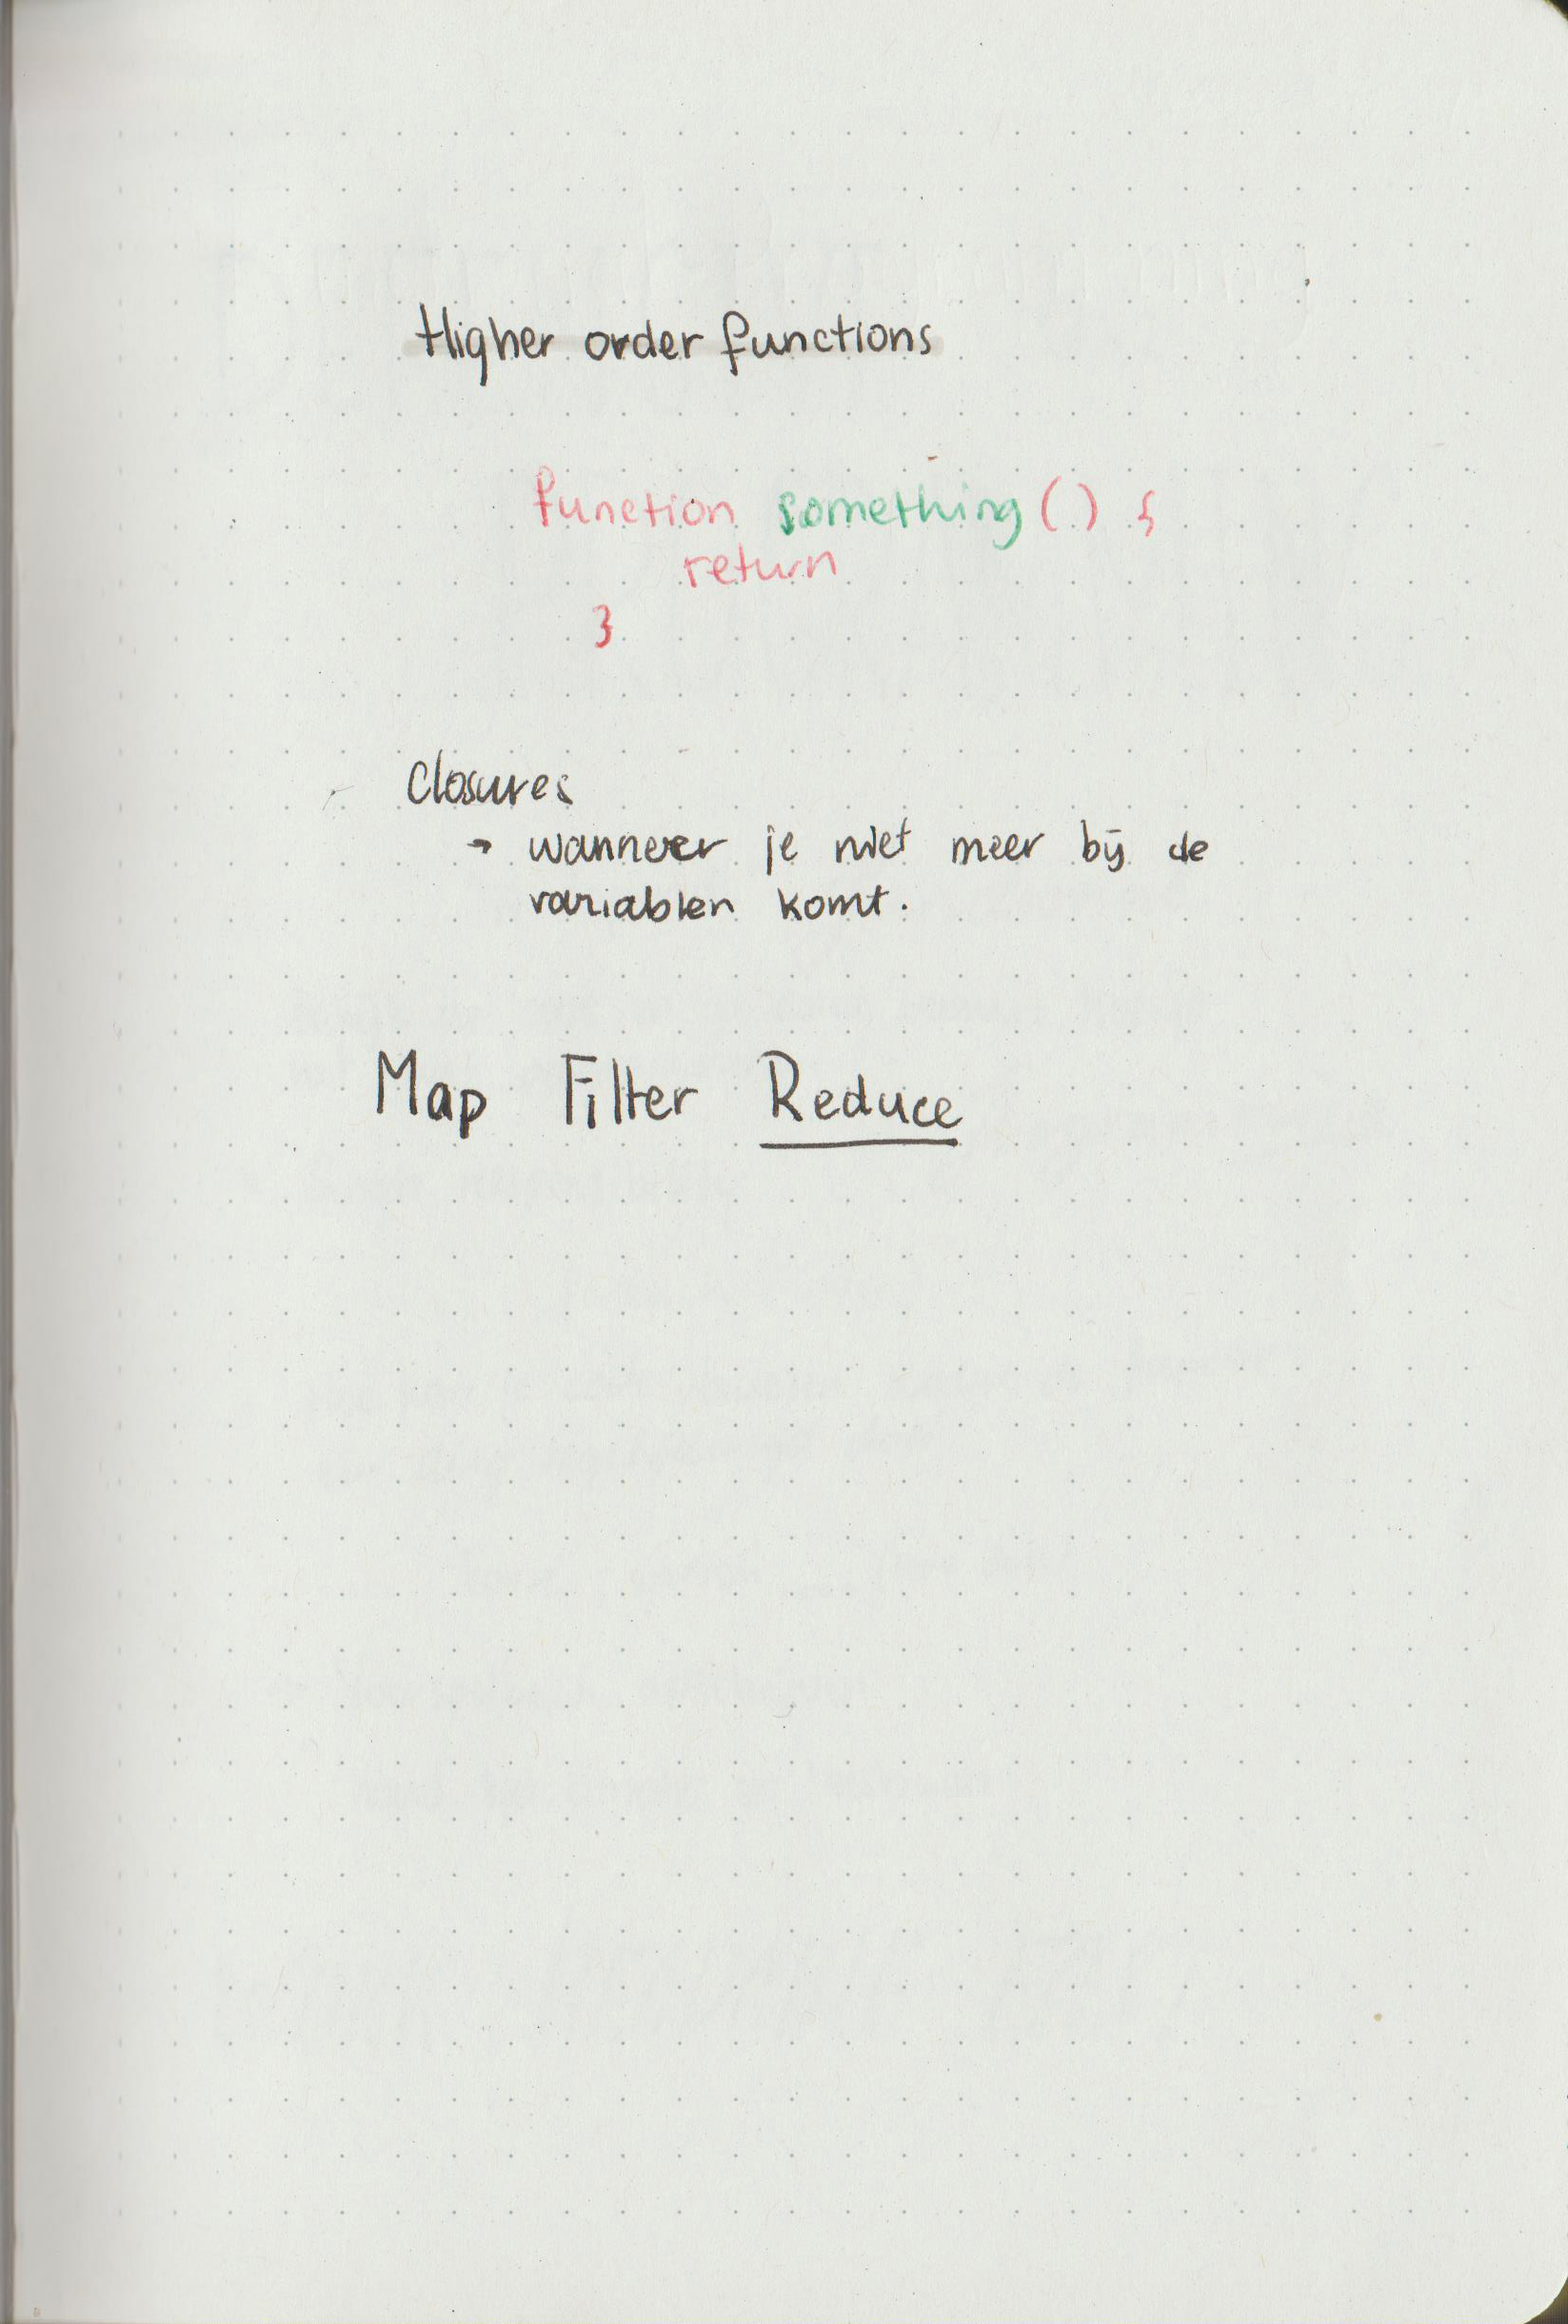 Higher order functions
function something() {
return
}
Closures
→ wanneer je niet meer bij de
variablen komt.
Map Filter Reduce